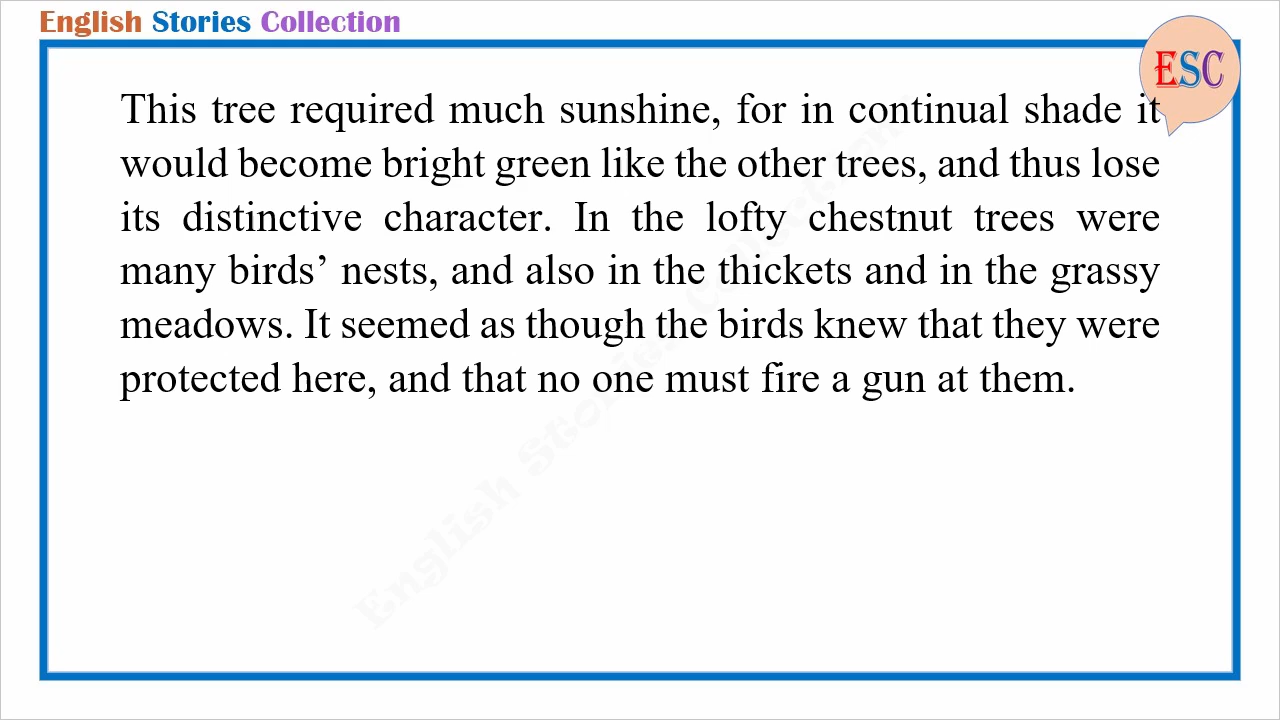 English Stories Collection
ESC
This tree required much sunshine, for in continual shade it
would become bright green like the other trees, and thus lose
its distinctive character. In the lofty chestnut trees were
many birds’ nests, and also in the thickets and in the grassy
meadows. It seemed as though the birds knew that they were
protected here, and that no one must fire a gun at them.
English Stories Collection